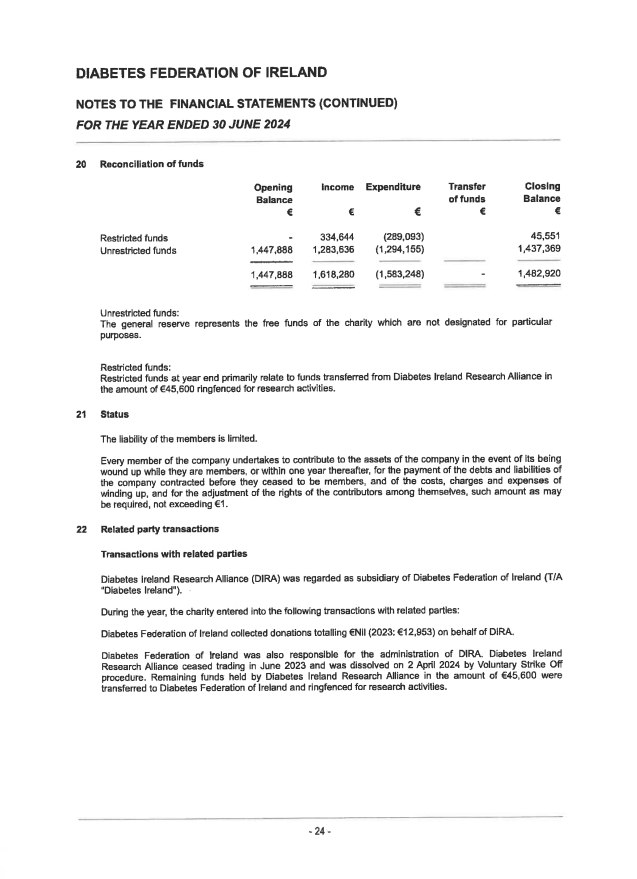 DIABETES FEDERATION OF IRELAND
NOTES TO THE FINANCIAL STATEMENTS (CONTINUED)
FOR THE YEAR ENDED 30 JUNE 2024
20 Reconciliation of funds
Opening Income Expenditure Transfer Closing
Balance of funds Balance
€ € € € €
Restricted funds - 334,644 (289,093) 45,551
Unrestricted funds 1,447,888 1,283,636 (1,294,155) 1,437,369
1,447,888 1,618,280 (1,583,248) - 1,482,920
Unrestricted funds:
The general reserve represents the free funds of the charity which are not designated for particular
purposes.
Restricted funds:
Restricted funds at year end primarily relate to funds transferred from Diabetes Ireland Research Alliance in
the amount of €45,600 ringfenced for research activities.
21 Status
The liability of the members is limited.
Every member of the company undertakes to contribute to the assets of the company in the event of its being
wound up while they are members, or within one year thereafter, for the payment of the debts and liabilities of
the company contracted before they ceased to be members, and of the costs, charges and expenses of
winding up, and for the adjustment of the rights of the contributors among themselves, such amount as may
be required, not exceeding €1.
22 Related party transactions
Transactions with related parties
Diabetes Ireland Research Alliance (DIRA) was regarded as subsidiary of Diabetes Federation of Ireland (T/A
"Diabetes Ireland").
During the year, the charity entered into the following transactions with related parties:
Diabetes Federation of Ireland collected donations totalling €Nil (2023: €12,953) on behalf of DIRA.
Diabetes Federation of Ireland was also responsible for the administration of DIRA. Diabetes Ireland
Research Alliance ceased trading in June 2023 and was dissolved on 2 April 2024 by Voluntary Strike Off
procedure. Remaining funds held by Diabetes Ireland Research Alliance in the amount of €45,600 were
transferred to Diabetes Federation of Ireland and ringfenced for research activities.
- 24 -